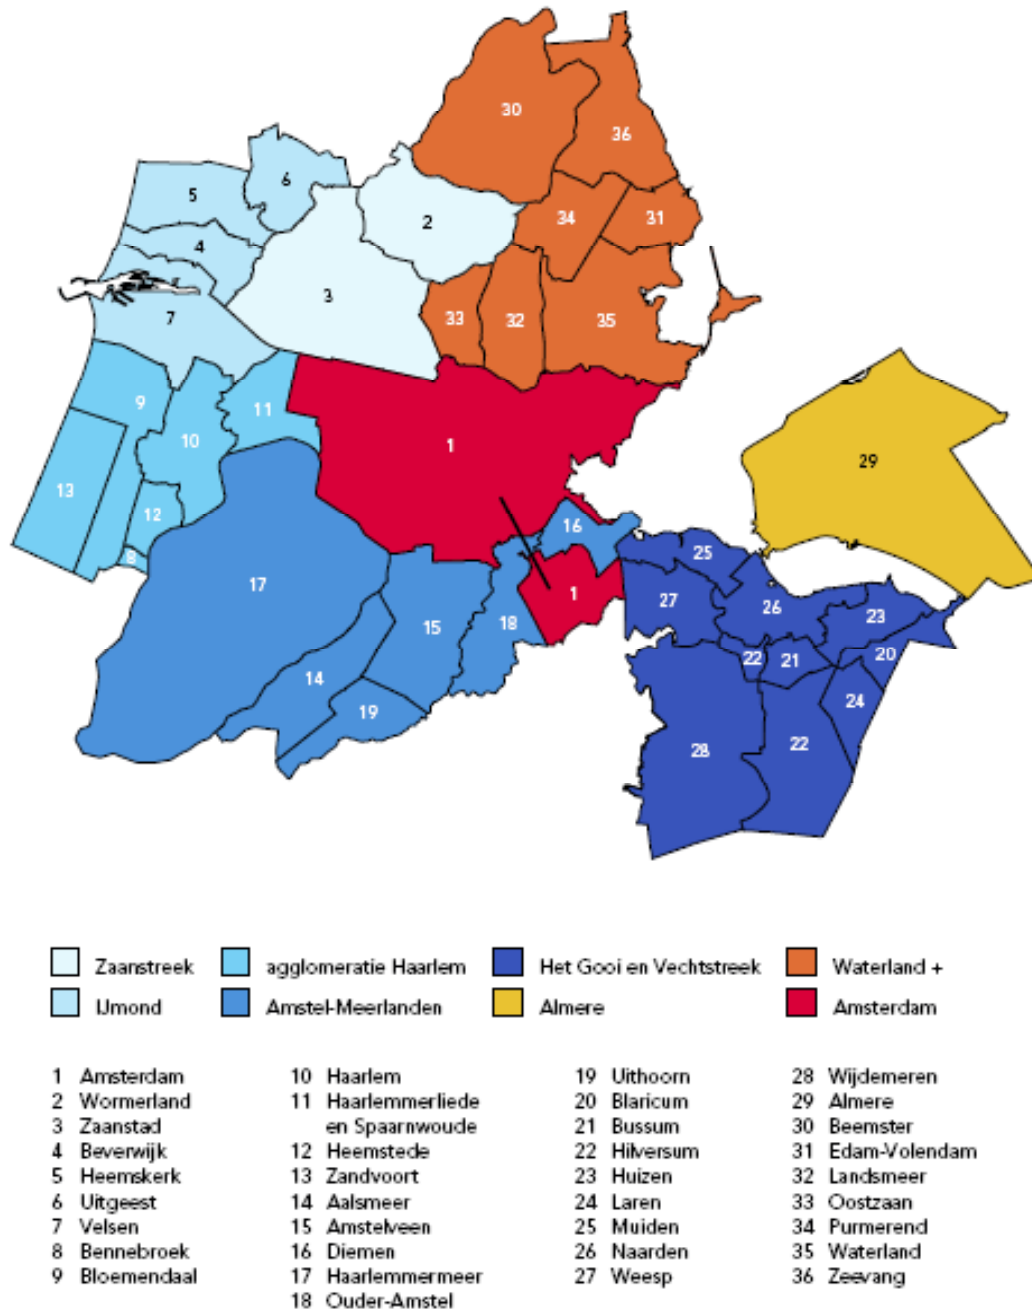 30
36
6
5
2
34
31
4
3
7
33
32
35
9
11
10
1
29
13
12
16
8
25
17
27
26
1
15
18
23
22
21
20
14
24
19
28
22
Zaanstreek agglomeratie Haarlem Het Gooi en Vechtstreek Waterland +
IJmond Amstel-Meerlanden Almere Amsterdam
1 Amsterdam
2 Wormerland
3 Zaanstad
4 Beverwijk
5 Heemskerk
6 Uitgeest
7 Velsen
8 Bennebroek
9 Bloemendaal
10 Haarlem
11 Haarlemmerliede
en Spaarnwoude
12 Heemstede
13 Zandvoort
14 Aalsmeer
15 Amstelveen
16 Diemen
17 Haarlemmermeer
18 Ouder-Amstel
19 Uithoorn
20 Blaricum
21 Bussum
22 Hilversum
23 Huizen
24 Laren
25 Muiden
26 Naarden
27 Weesp
28 Wijdemeren
29 Almere
30 Beemster
31 Edam-Volendam
32 Landsmeer
33 Oostzaan
34 Purmerend
35 Waterland
36 Zeevang